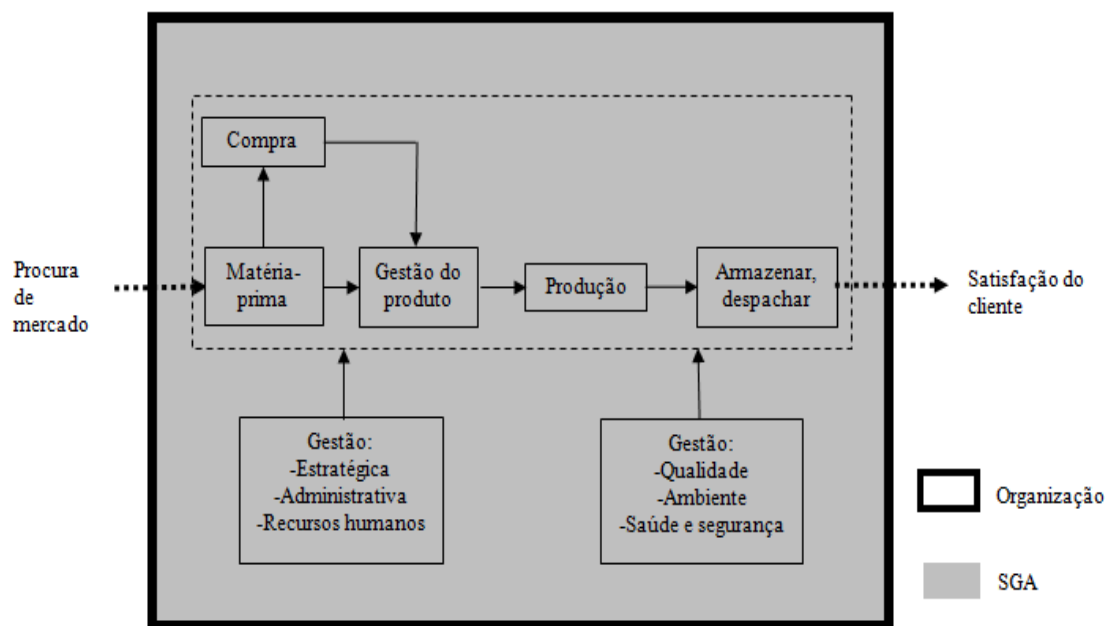 Compra
Procura
de
mercado
Matéria-
prima
Gestão do
produto
Produção
Armazenar,
despachar
Satisfação do
cliente
Gestão:
-Estratégica
-Administrativa
-Recursos humanos
Gestão:
-Qualidade
-Ambiente
-Saúde e segurança
Organização
SGA